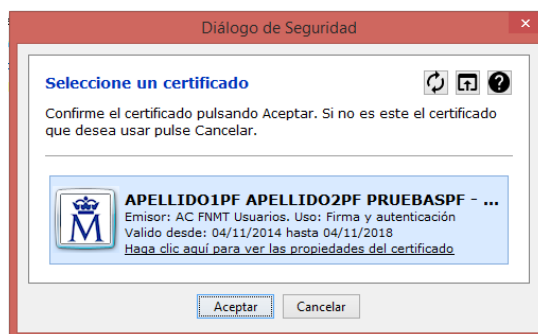 Diálogo de Seguridad
Seleccione un certificado
Confirme el certificado pulsando Aceptar. Si no es este el certificado
que desea usar pulse Cancelar.
APELLIDO1PF APELLIDO2PF PRUEBASPF - ...
Emisor: AC FNMT Usuarios. Uso: Firma y autenticación
Valido desde: 04/11/2014 hasta 04/11/2018
Haga clic aquí para ver las propiedades del certificado
Aceptar Cancelar